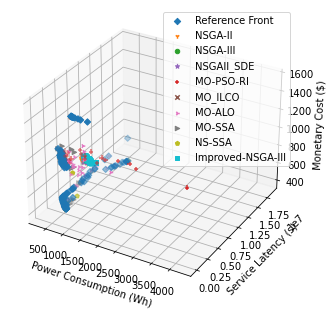 Reference Front
NSGA-II
NSGA-III
NSGAII_SDE
MO-PSO-RI
MO_ILCO
MO-ALO
MO-SSA
NS-SSA
Improved-NSGA-III
1600
1400
1200
1000
800
600
400
Monetary Cost ($)
500
1000
1500
2000
2500
3000
3500
4000
Power Consumption (Wh)
0.00
0.25
0.50
0.75
1.00
1.25
1.50
1.75
Service Latency (S)